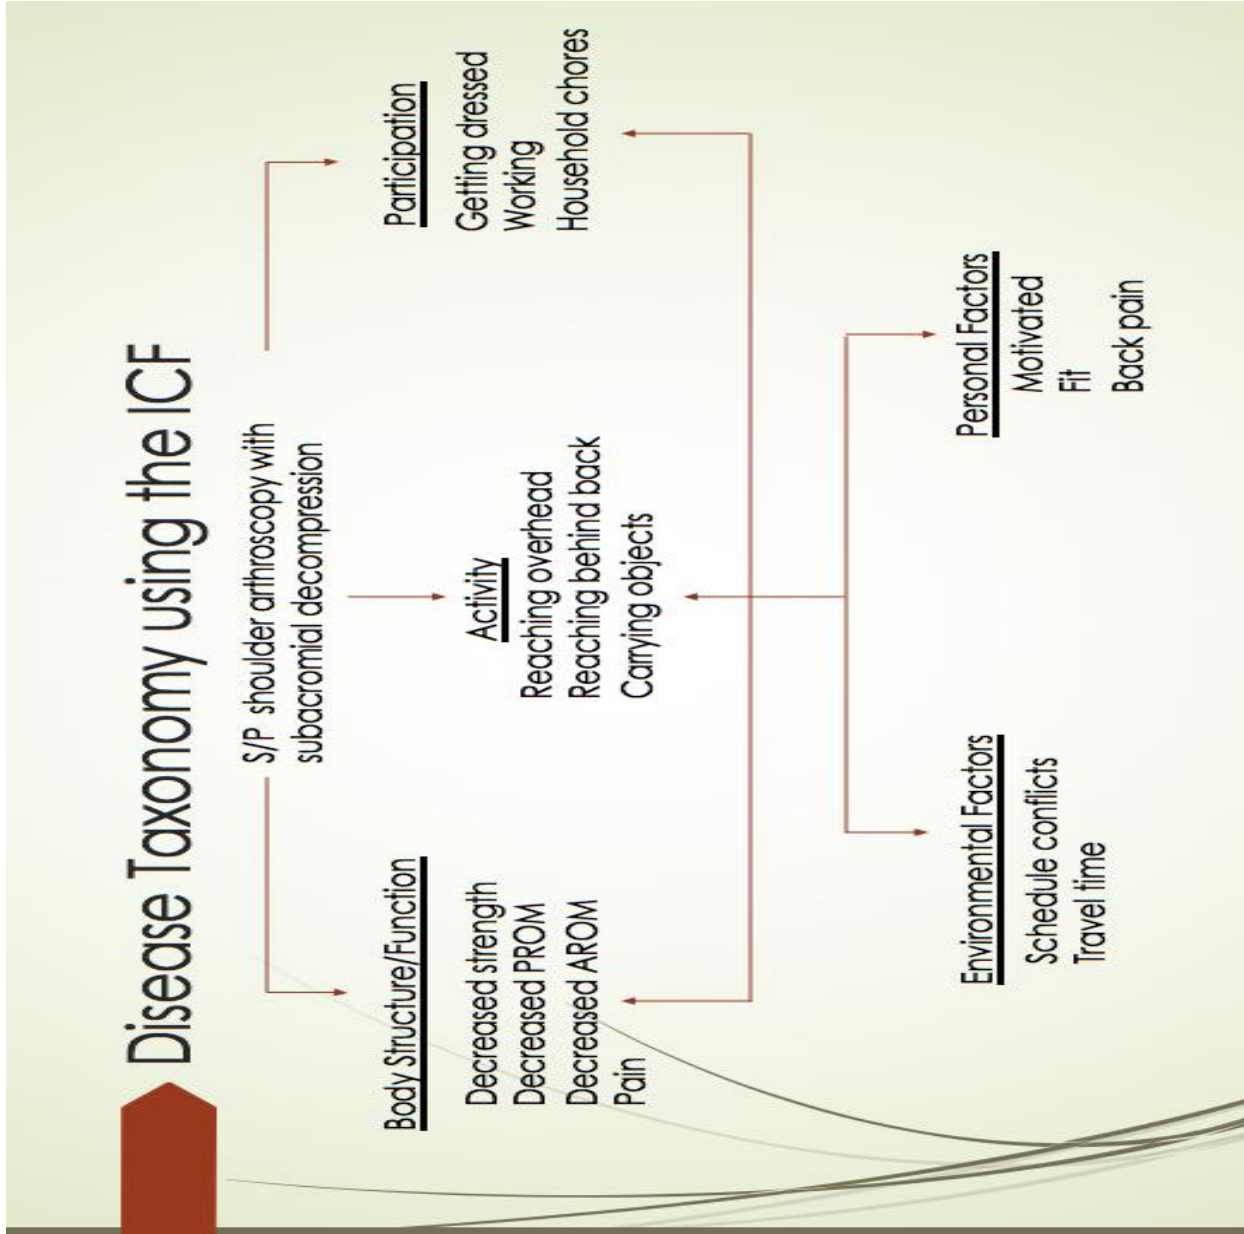 Disease Taxonomy using the ICF
S/P shoulder arthroscopy with
subacromial decompression
Body Structure/Function
Decreased strength
Decreased PROM
Decreased AROM
Pain
Activity
Reaching overhead
Reaching behind back
Carrying objects
Participation
Getting dressed
Working
Household chores
Environmental Factors
Schedule conflicts
Travel time
Personal Factors
Motivated
Fit
Back pain